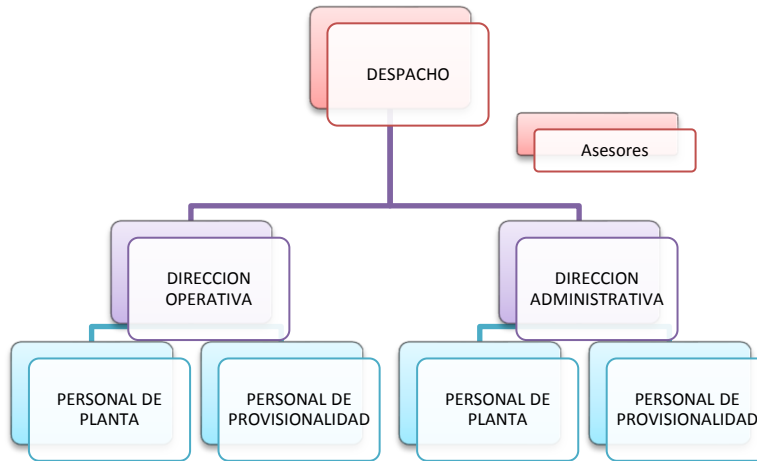 DESPACHO
Asesores
DIRECCION
OPERATIVA
DIRECCION
ADMINISTRATIVA
PERSONAL DE
PLANTA
PERSONAL DE
PROVISIONALIDAD
PERSONAL DE
PLANTA
PERSONAL DE
PROVISIONALIDAD